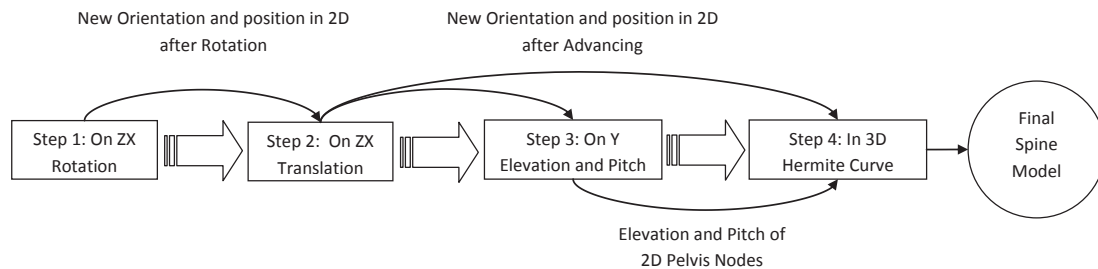 New Orientation and position in 2D
after Rotation
New Orientation and position in 2D
after Advancing
Step 1: On ZX
Rotation
Step 2:  On ZX
Translation
Step 3: On Y
Elevation and Pitch
Step 4: In 3D
Hermite Curve
Final
Spine
Model
Elevation and Pitch of
2D Pelvis Nodes